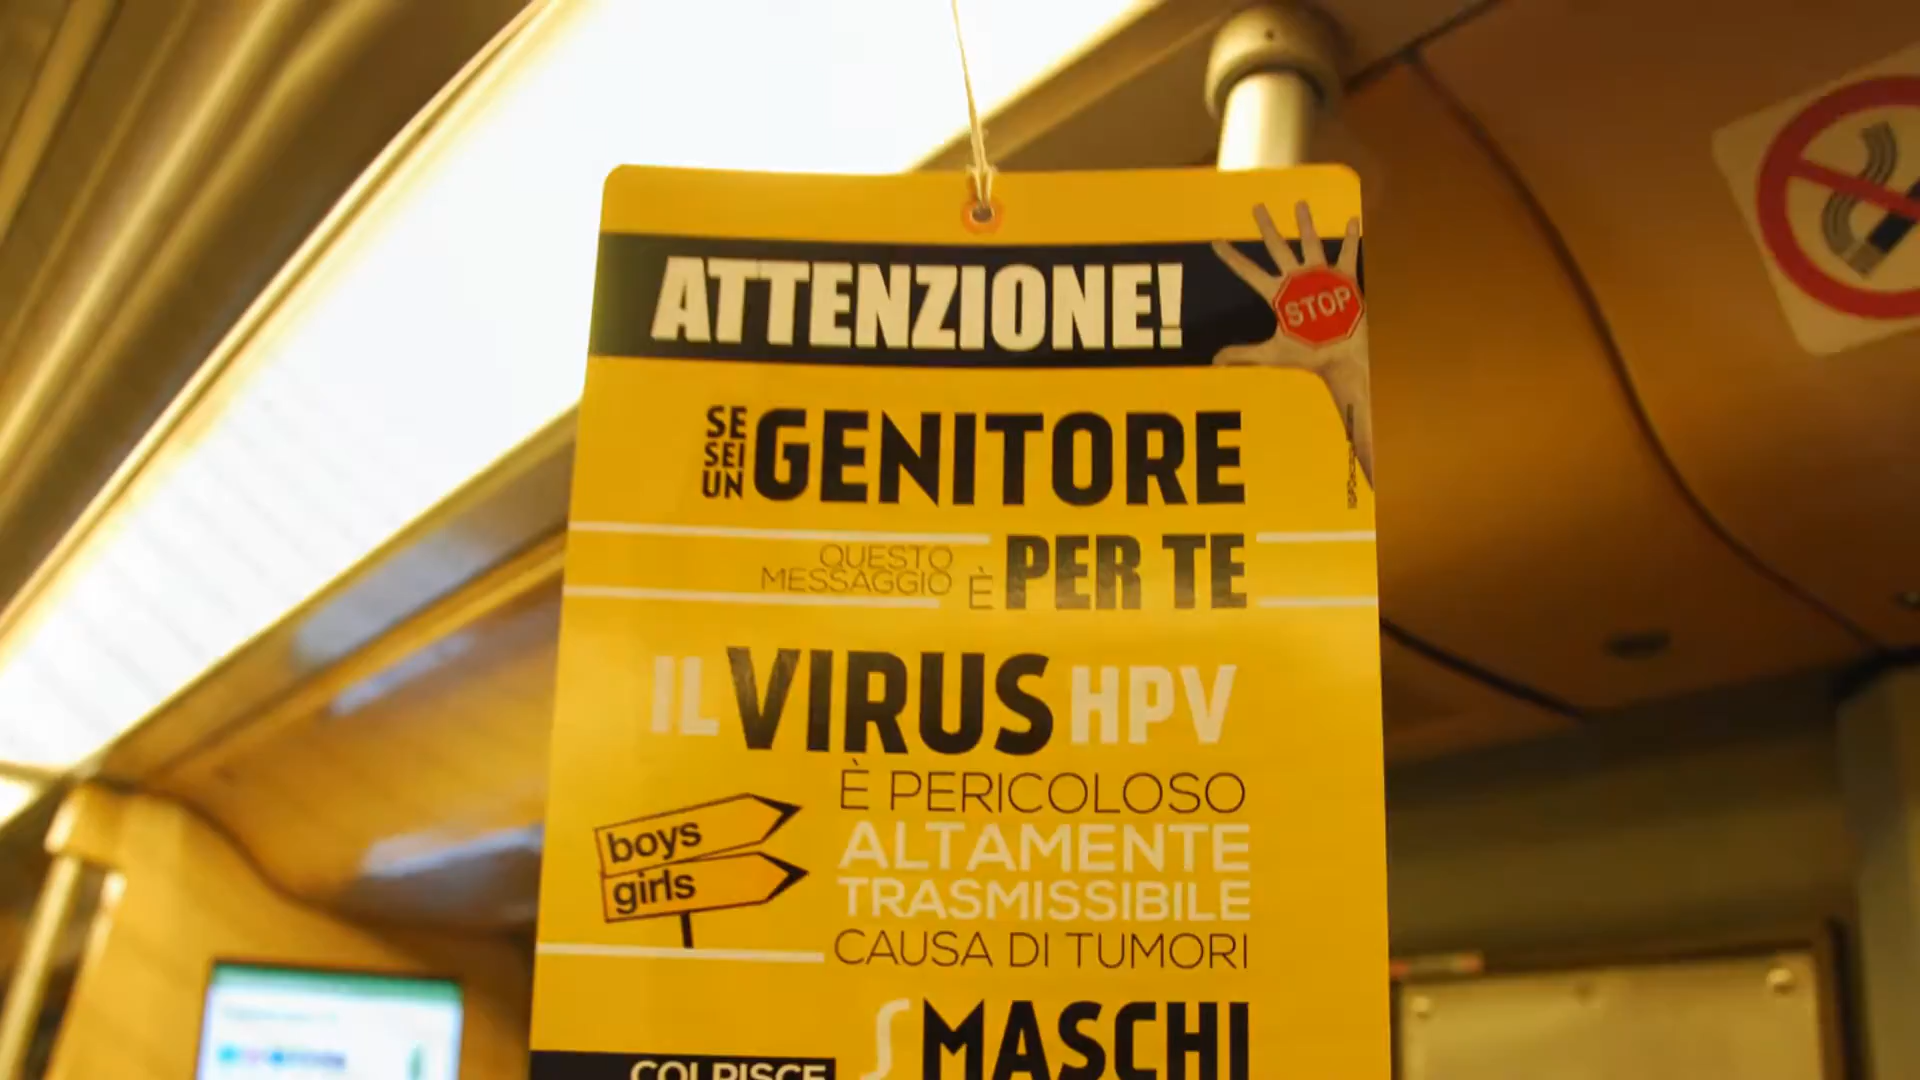 ATTENZIONE!
STOP
SE
SEI
UN
GENITORE
QUESTO
MESSAGGIO
È PER TE
IL VIRUS HPV
È PERICOLOSO
boys
girls
ALTAMENTE
TRASMISSIBILE
CAUSA DI TUMORI
COLPISCE
MASCHI